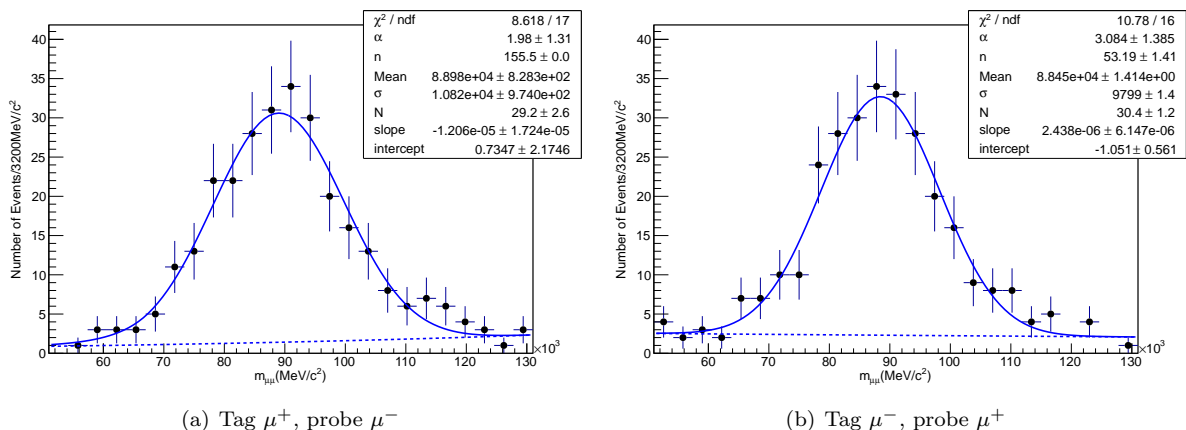 χ² / ndf 8.618 / 17
α 1.98 ± 1.31
n 155.5 ± 0.0
Mean 8.898e+04 ± 8.283e+02
σ 1.082e+04 ± 9.740e+02
N 29.2 ± 2.6
slope -1.206e-05 ± 1.724e-05
intercept 0.7347 ± 2.1746
Number of Events/3200MeV/c²
40
35
30
25
20
15
10
5
0
60 80 100 120 130
×10³
m_μμ(MeV/c²)
(a) Tag μ⁺, probe μ⁻
χ² / ndf 10.78 / 16
α 3.084 ± 1.385
n 53.19 ± 1.41
Mean 8.845e+04 ± 1.414e+00
σ 9799 ± 1.4
N 30.4 ± 1.2
slope 2.438e-06 ± 6.147e-06
intercept -1.051 ± 0.561
Number of Events/3200MeV/c²
40
35
30
25
20
15
10
5
0
60 70 80 90 100 110 120 130
×10³
m_μμ(MeV/c²)
(b) Tag μ⁻, probe μ⁺